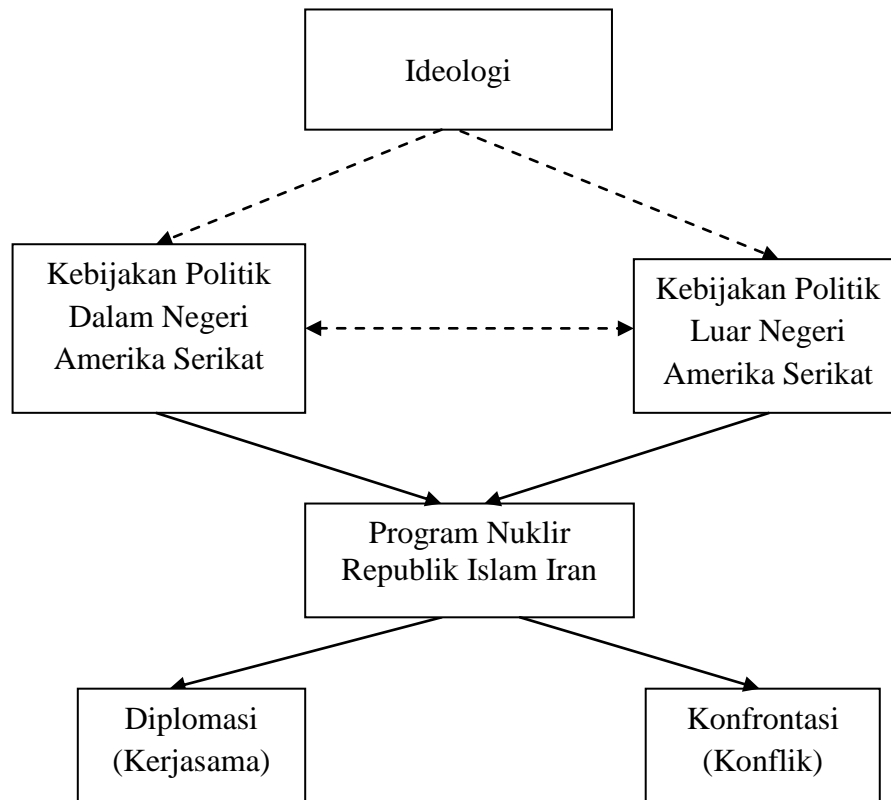 Ideologi
Kebijakan Politik
Dalam Negeri
Amerika Serikat
Kebijakan Politik
Luar Negeri
Amerika Serikat
Program Nuklir
Republik Islam Iran
Diplomasi
(Kerjasama)
Konfrontasi
(Konflik)